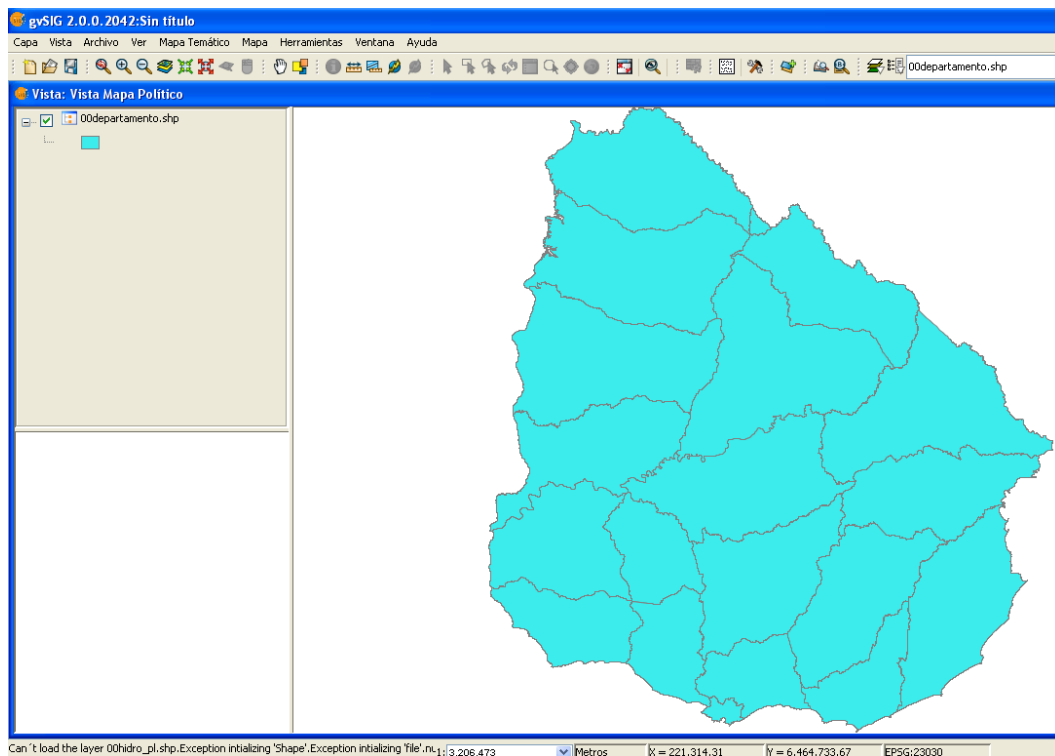 gvSIG 2.0.0.2042:Sin título
Capa Vista Archivo Ver Mapa Temático Mapa Herramientas Ventana Ayuda
00departamento.shp
Vista: Vista Mapa Político
00departamento.shp
Can´t load the layer 00hidro_pl.shp.Exception intializing 'Shape'.Exception intializing 'file'.nu 1: 3.206.473 Metros X = 221.314,31 Y = 6.464.733,67 EPSG:23030